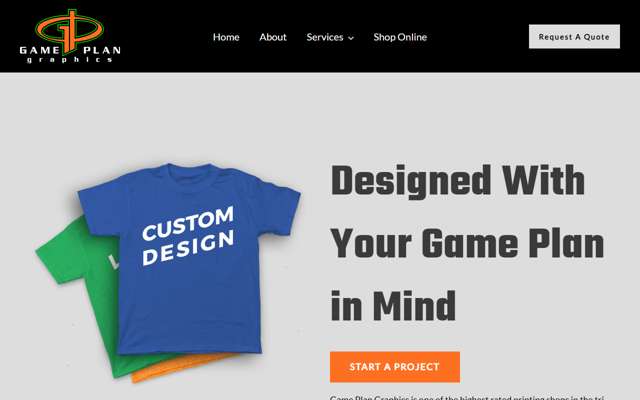 GAME PLAN
graphics
Home
About
Services
Shop Online
Request A Quote
CUSTOM
DESIGN
Designed With
Your Game Plan
in Mind
START A PROJECT
Game Plan Graphics is one of the highest rated printing shops in the tri